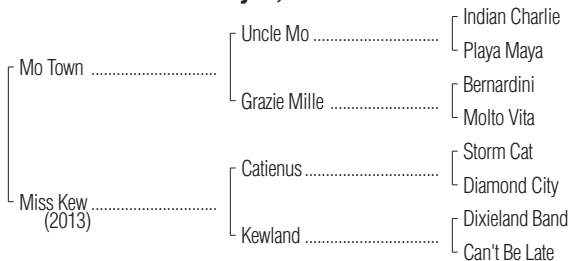 Indian Charlie
Uncle Mo
Playa Maya
Mo Town
Bernardini
Grazie Mille
Molto Vita
Storm Cat
Catienus
Diamond City
Miss Kew
(2013)
Dixieland Band
Kewland
Can't Be Late